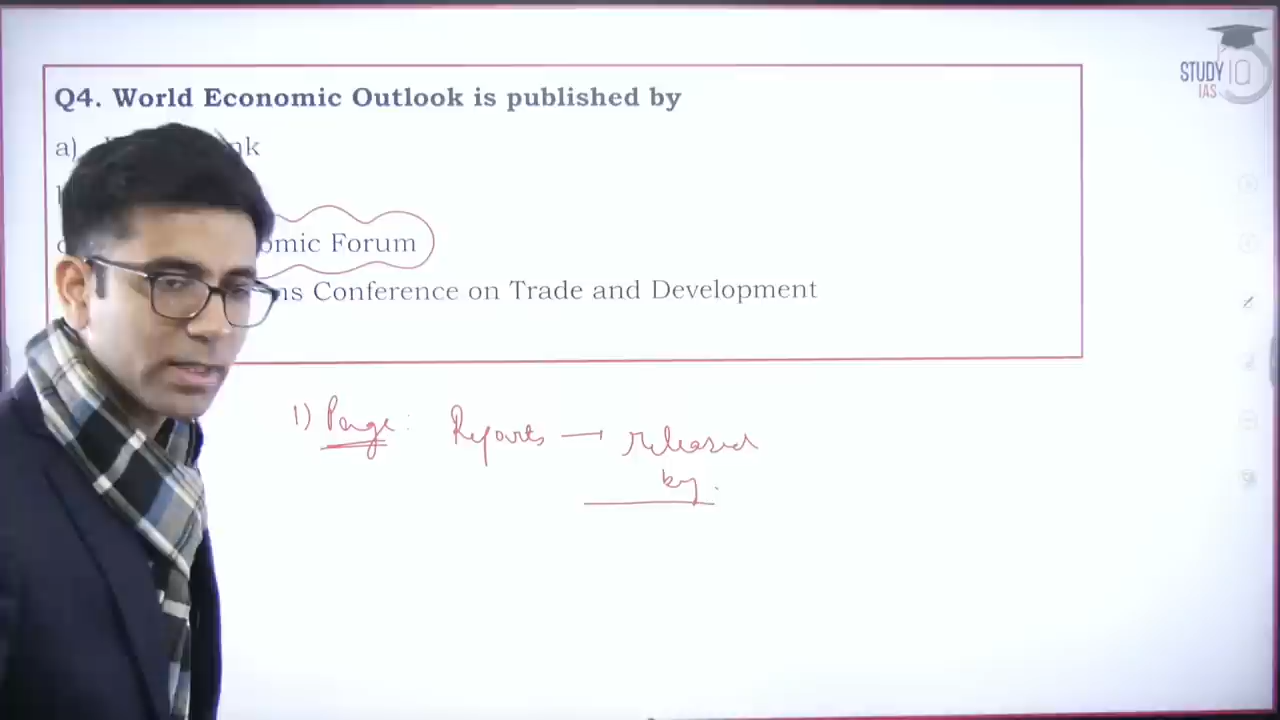 Q4. World Economic Outlook is published by
STUDY IQ
IAS
a) nk
omic Forum
ns Conference on Trade and Development
1) Page: Reports → released
by.